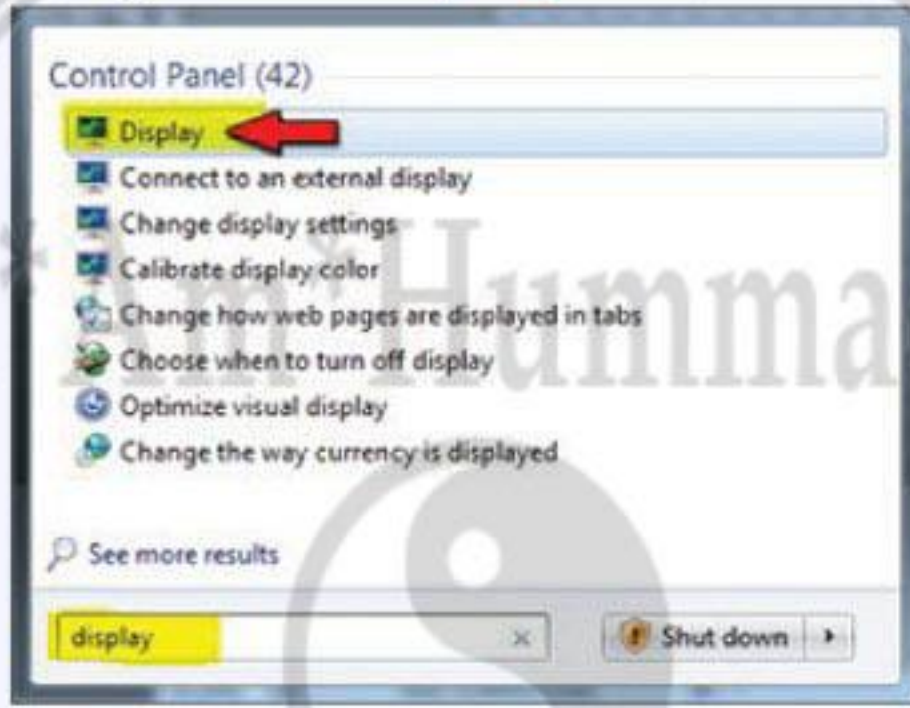 Control Panel (42)
Display
Connect to an external display
Change display settings
Calibrate display color
Change how web pages are displayed in tabs
Choose when to turn off display
Optimize visual display
Change the way currency is displayed
See more results
display
Shut down
* Am*Humma